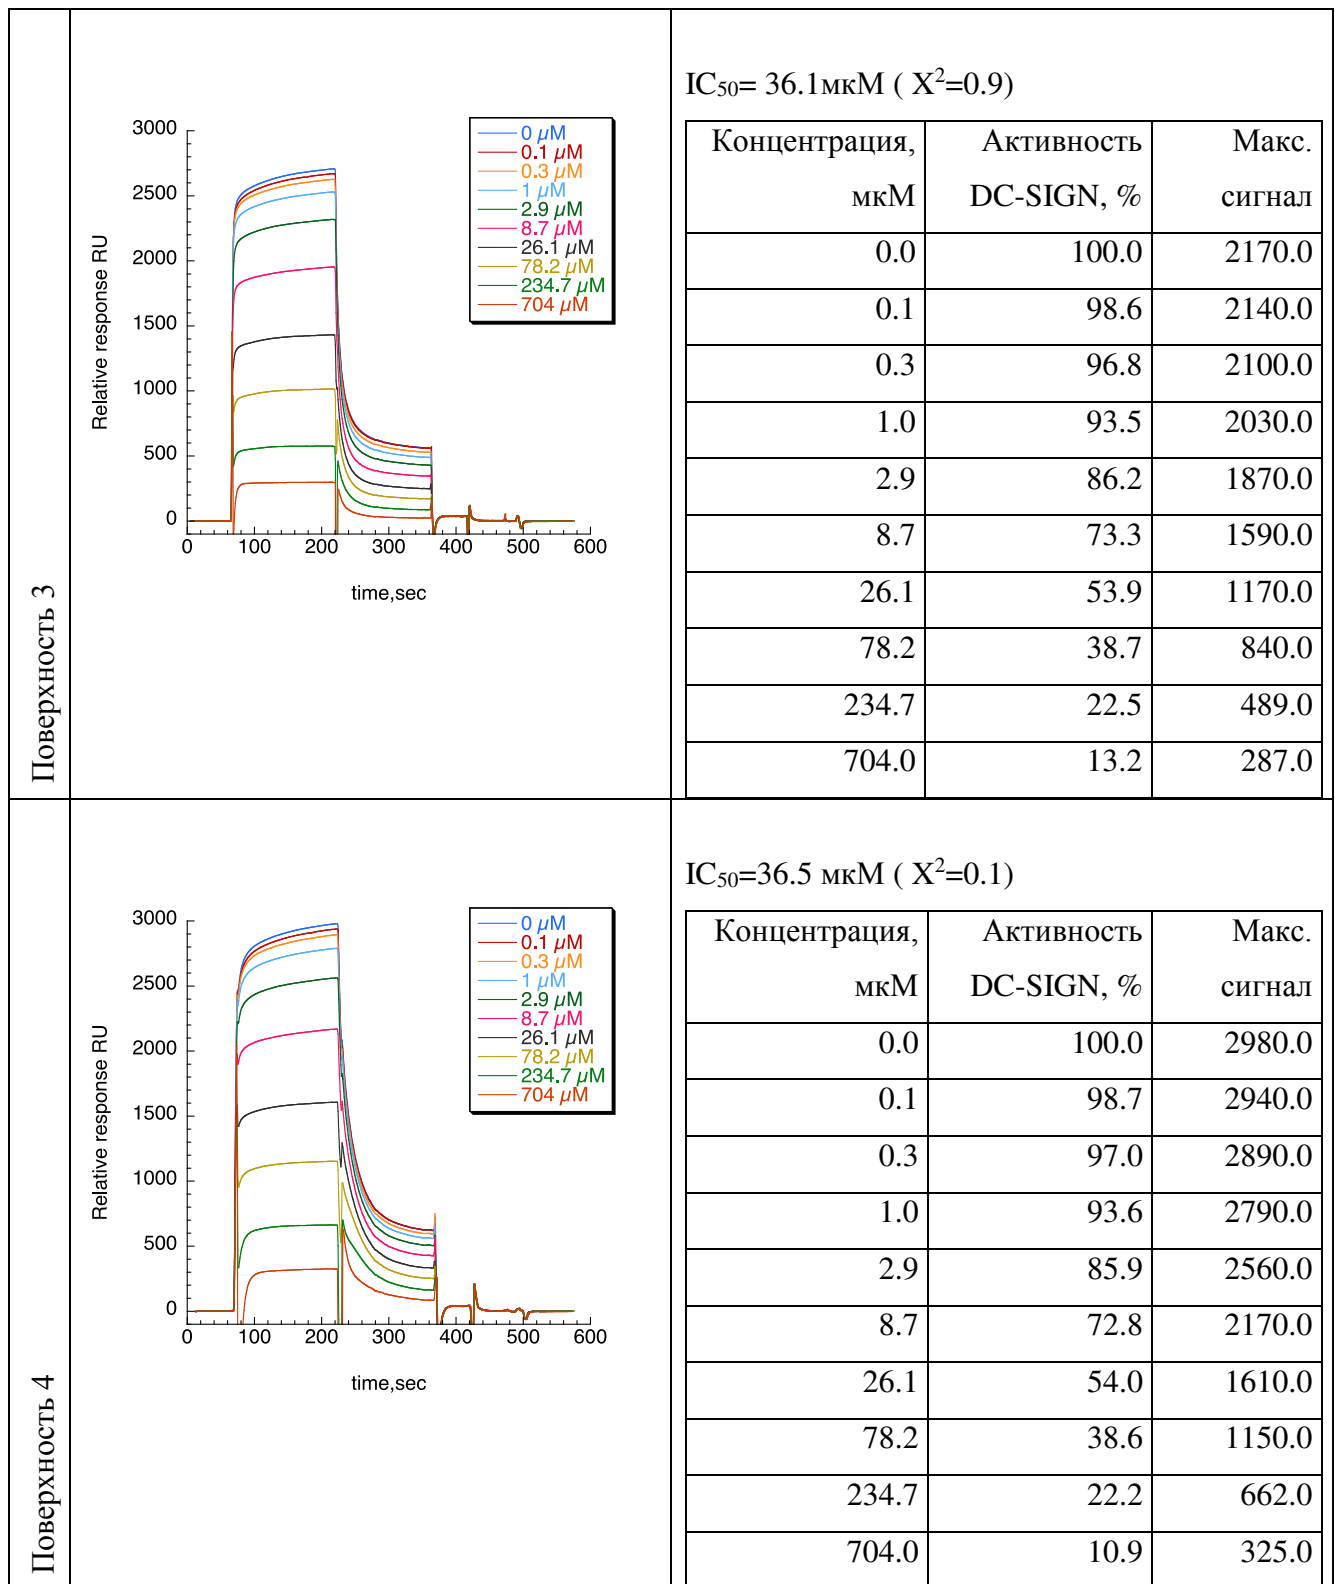 Поверхность 3
3000
2500
2000
1500
1000
500
0
Relative response RU
0 100 200 300 400 500 600
time,sec
0 µM
0.1 µM
0.3 µM
1 µM
2.9 µM
8.7 µM
26.1 µM
78.2 µM
234.7 µM
704 µM
IC50= 36.1мкМ ( X²=0.9)
Концентрация, Активность Макс.
мкМ DC-SIGN, % сигнал
0.0 100.0 2170.0
0.1 98.6 2140.0
0.3 96.8 2100.0
1.0 93.5 2030.0
2.9 86.2 1870.0
8.7 73.3 1590.0
26.1 53.9 1170.0
78.2 38.7 840.0
234.7 22.5 489.0
704.0 13.2 287.0
Поверхность 4
3000
2500
2000
1500
1000
500
0
Relative response RU
0 100 200 300 400 500 600
time,sec
0 µM
0.1 µM
0.3 µM
1 µM
2.9 µM
8.7 µM
26.1 µM
78.2 µM
234.7 µM
704 µM
IC50=36.5 мкМ ( X²=0.1)
Концентрация, Активность Макс.
мкМ DC-SIGN, % сигнал
0.0 100.0 2980.0
0.1 98.7 2940.0
0.3 97.0 2890.0
1.0 93.6 2790.0
2.9 85.9 2560.0
8.7 72.8 2170.0
26.1 54.0 1610.0
78.2 38.6 1150.0
234.7 22.2 662.0
704.0 10.9 325.0